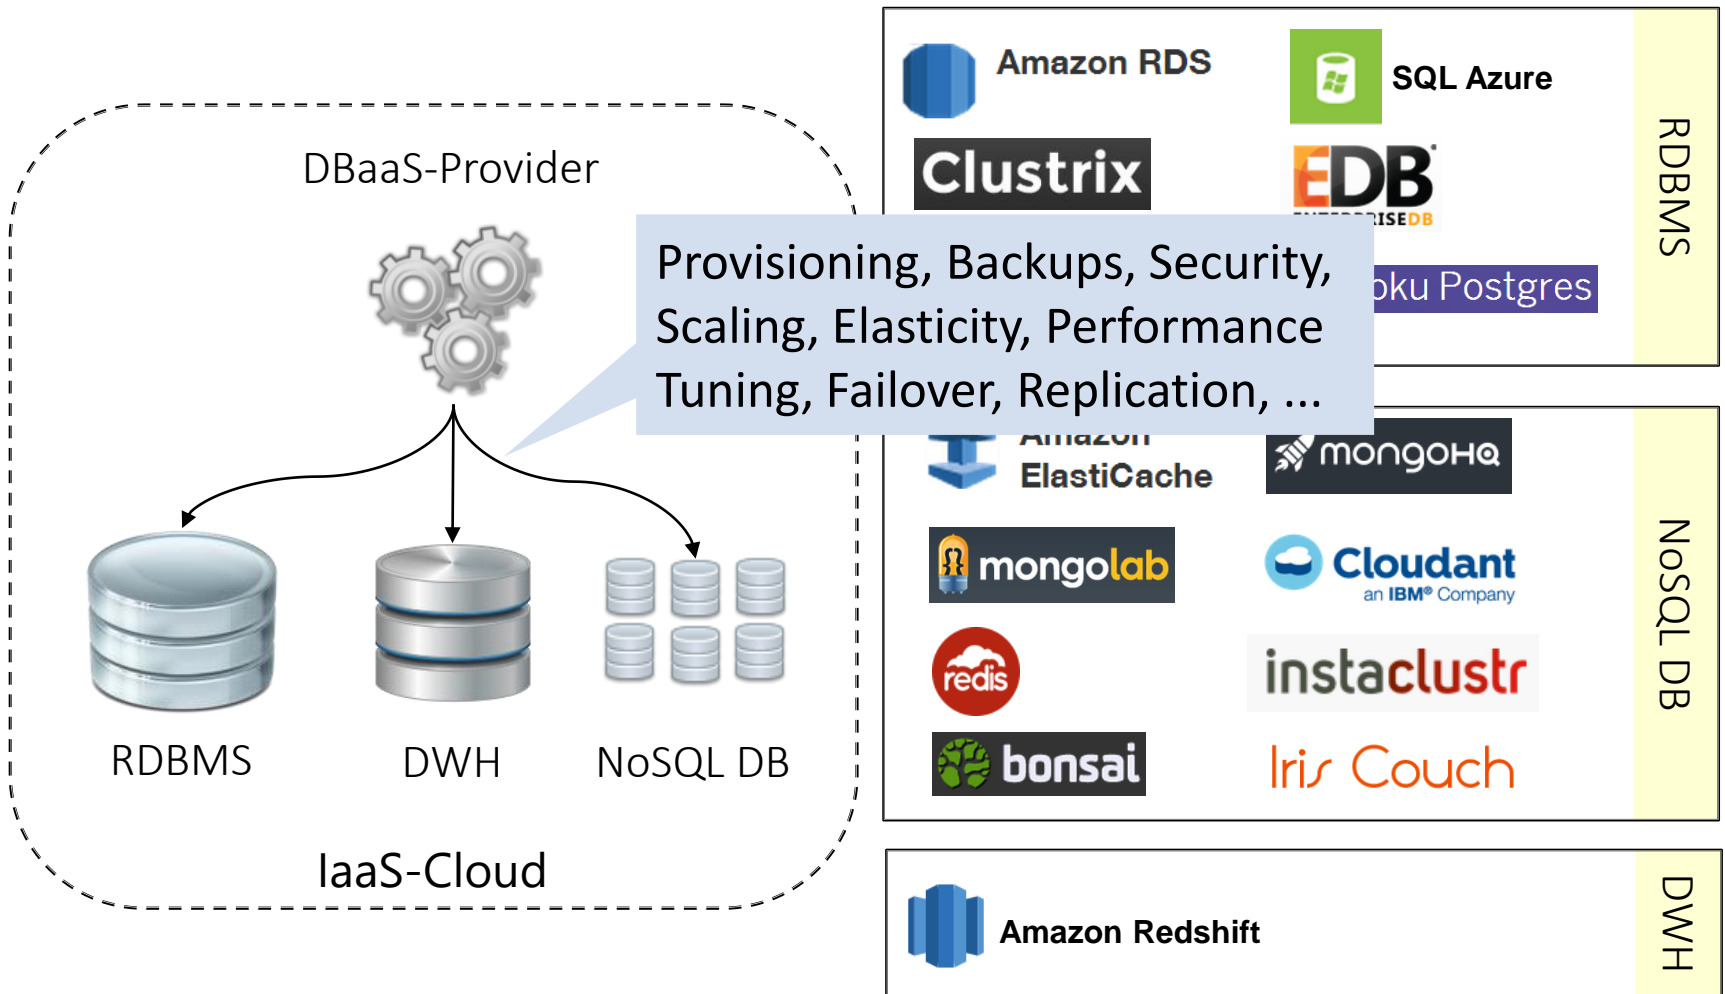 DBaaS-Provider
RDBMS
DWH
NoSQL DB
IaaS-Cloud
Provisioning, Backups, Security,
Scaling, Elasticity, Performance
Tuning, Failover, Replication, ...
Amazon RDS
SQL Azure
Clustrix
EDB
ENTERPRISEDB
oku Postgres
RDBMS
Amazon
ElastiCache
mongoHQ
mongolab
Cloudant
an IBM® Company
redis
instaclustr
bonsai
Iris Couch
NoSQL DB
Amazon Redshift
DWH